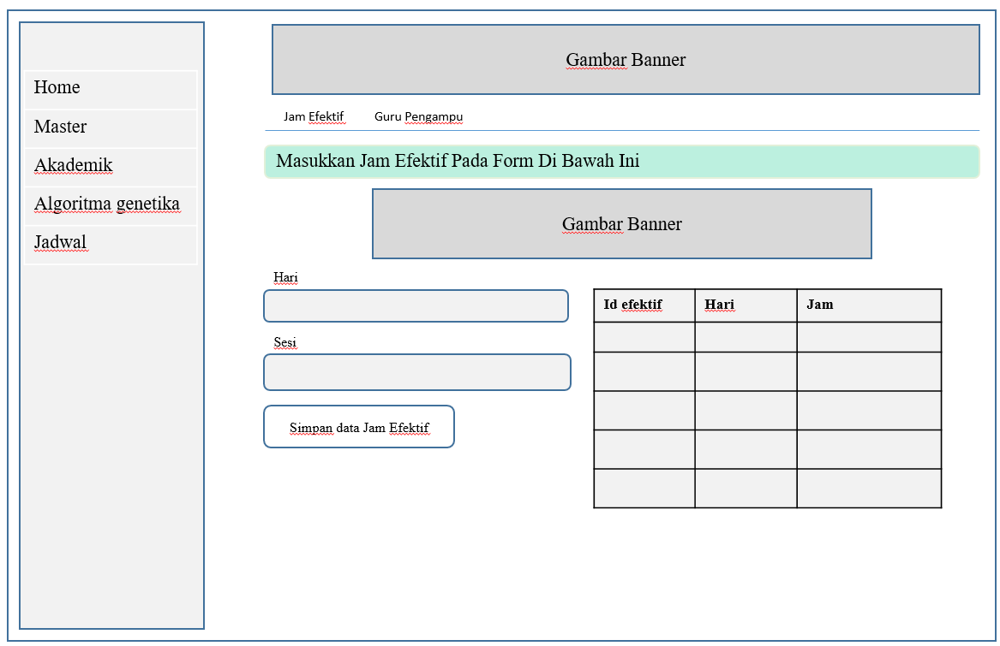 Home
Master
Akademik
Algoritma genetika
Jadwal
Gambar Banner
Jam Efektif
Guru Pengampu
Masukkan Jam Efektif Pada Form Di Bawah Ini
Gambar Banner
Hari
Sesi
Simpan data Jam Efektif
Id efektif
Hari
Jam